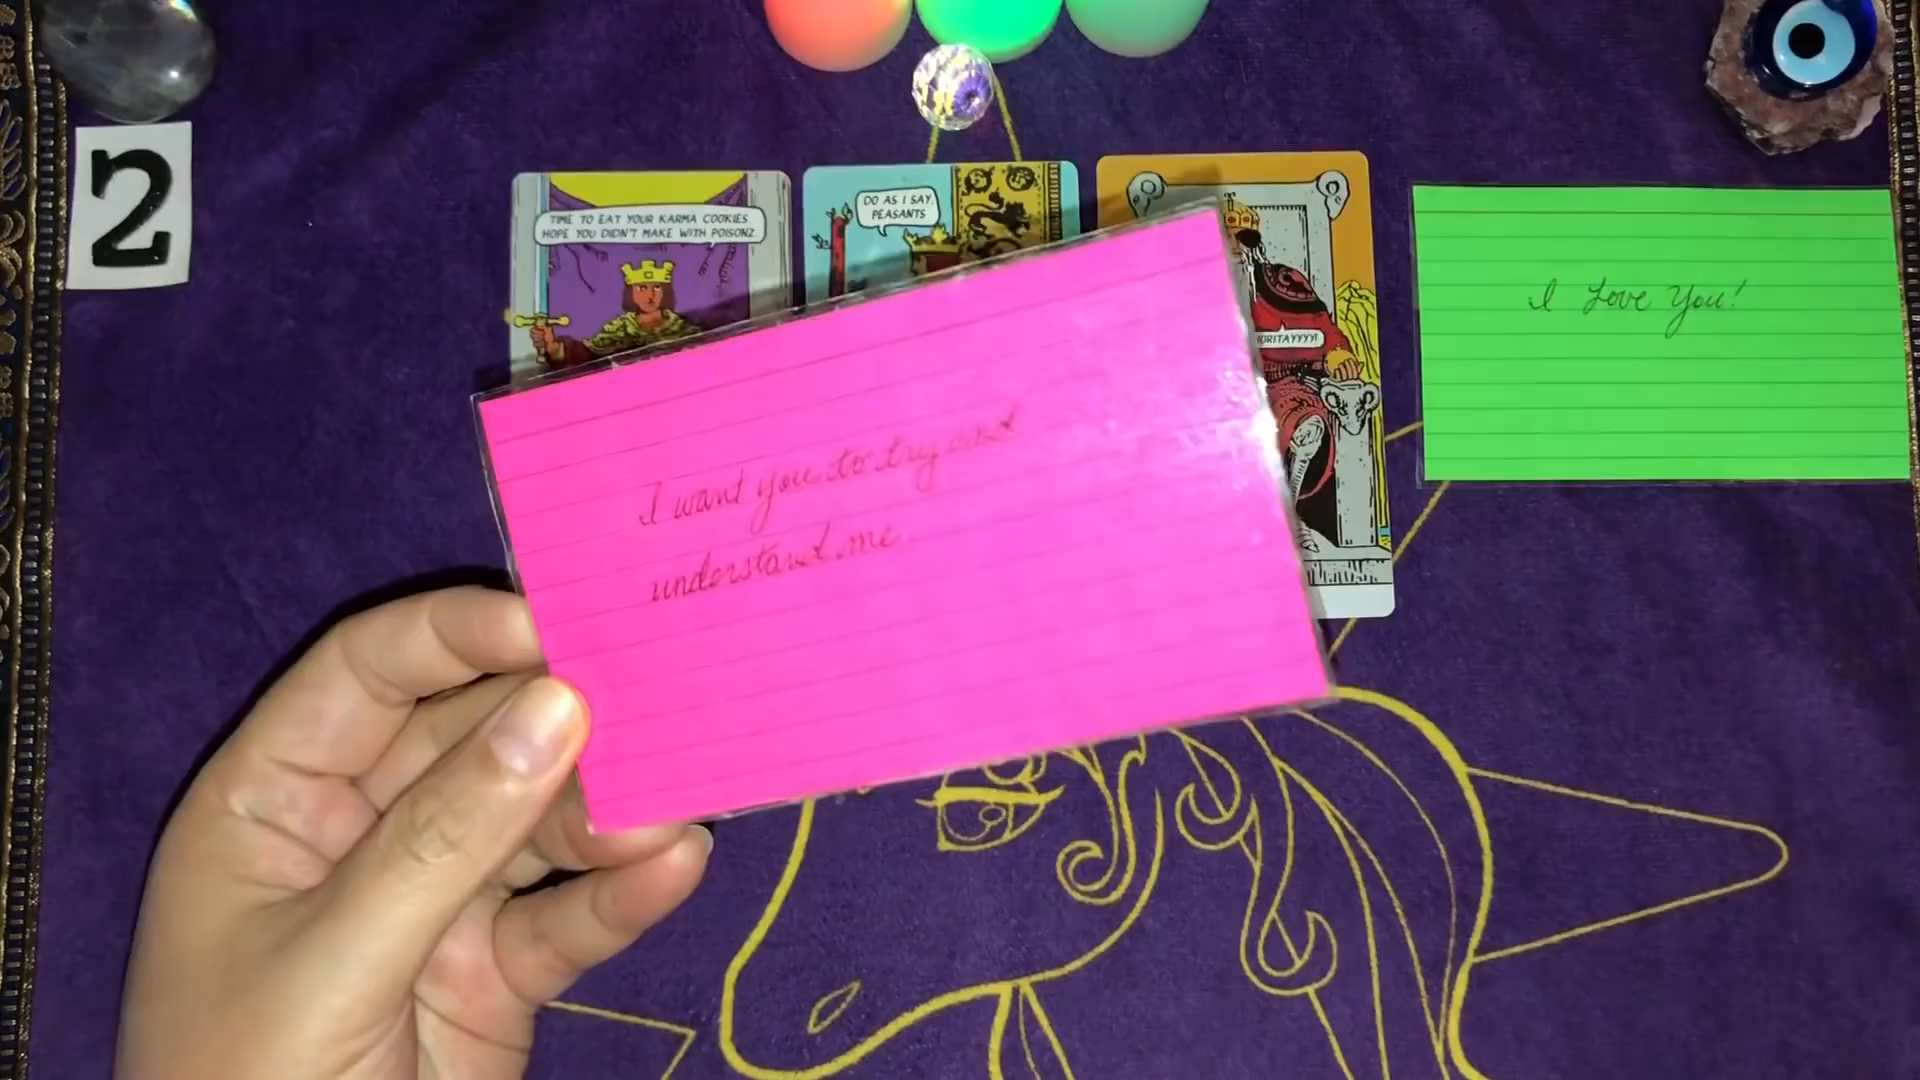 2
TIME TO EAT YOUR KARMA COOKIES.
HOPE YOU DIDN'T MAKE WITH POISON2
DO AS I SAY,
PEASANTS
I want you to try and
understand me.
I Love You!